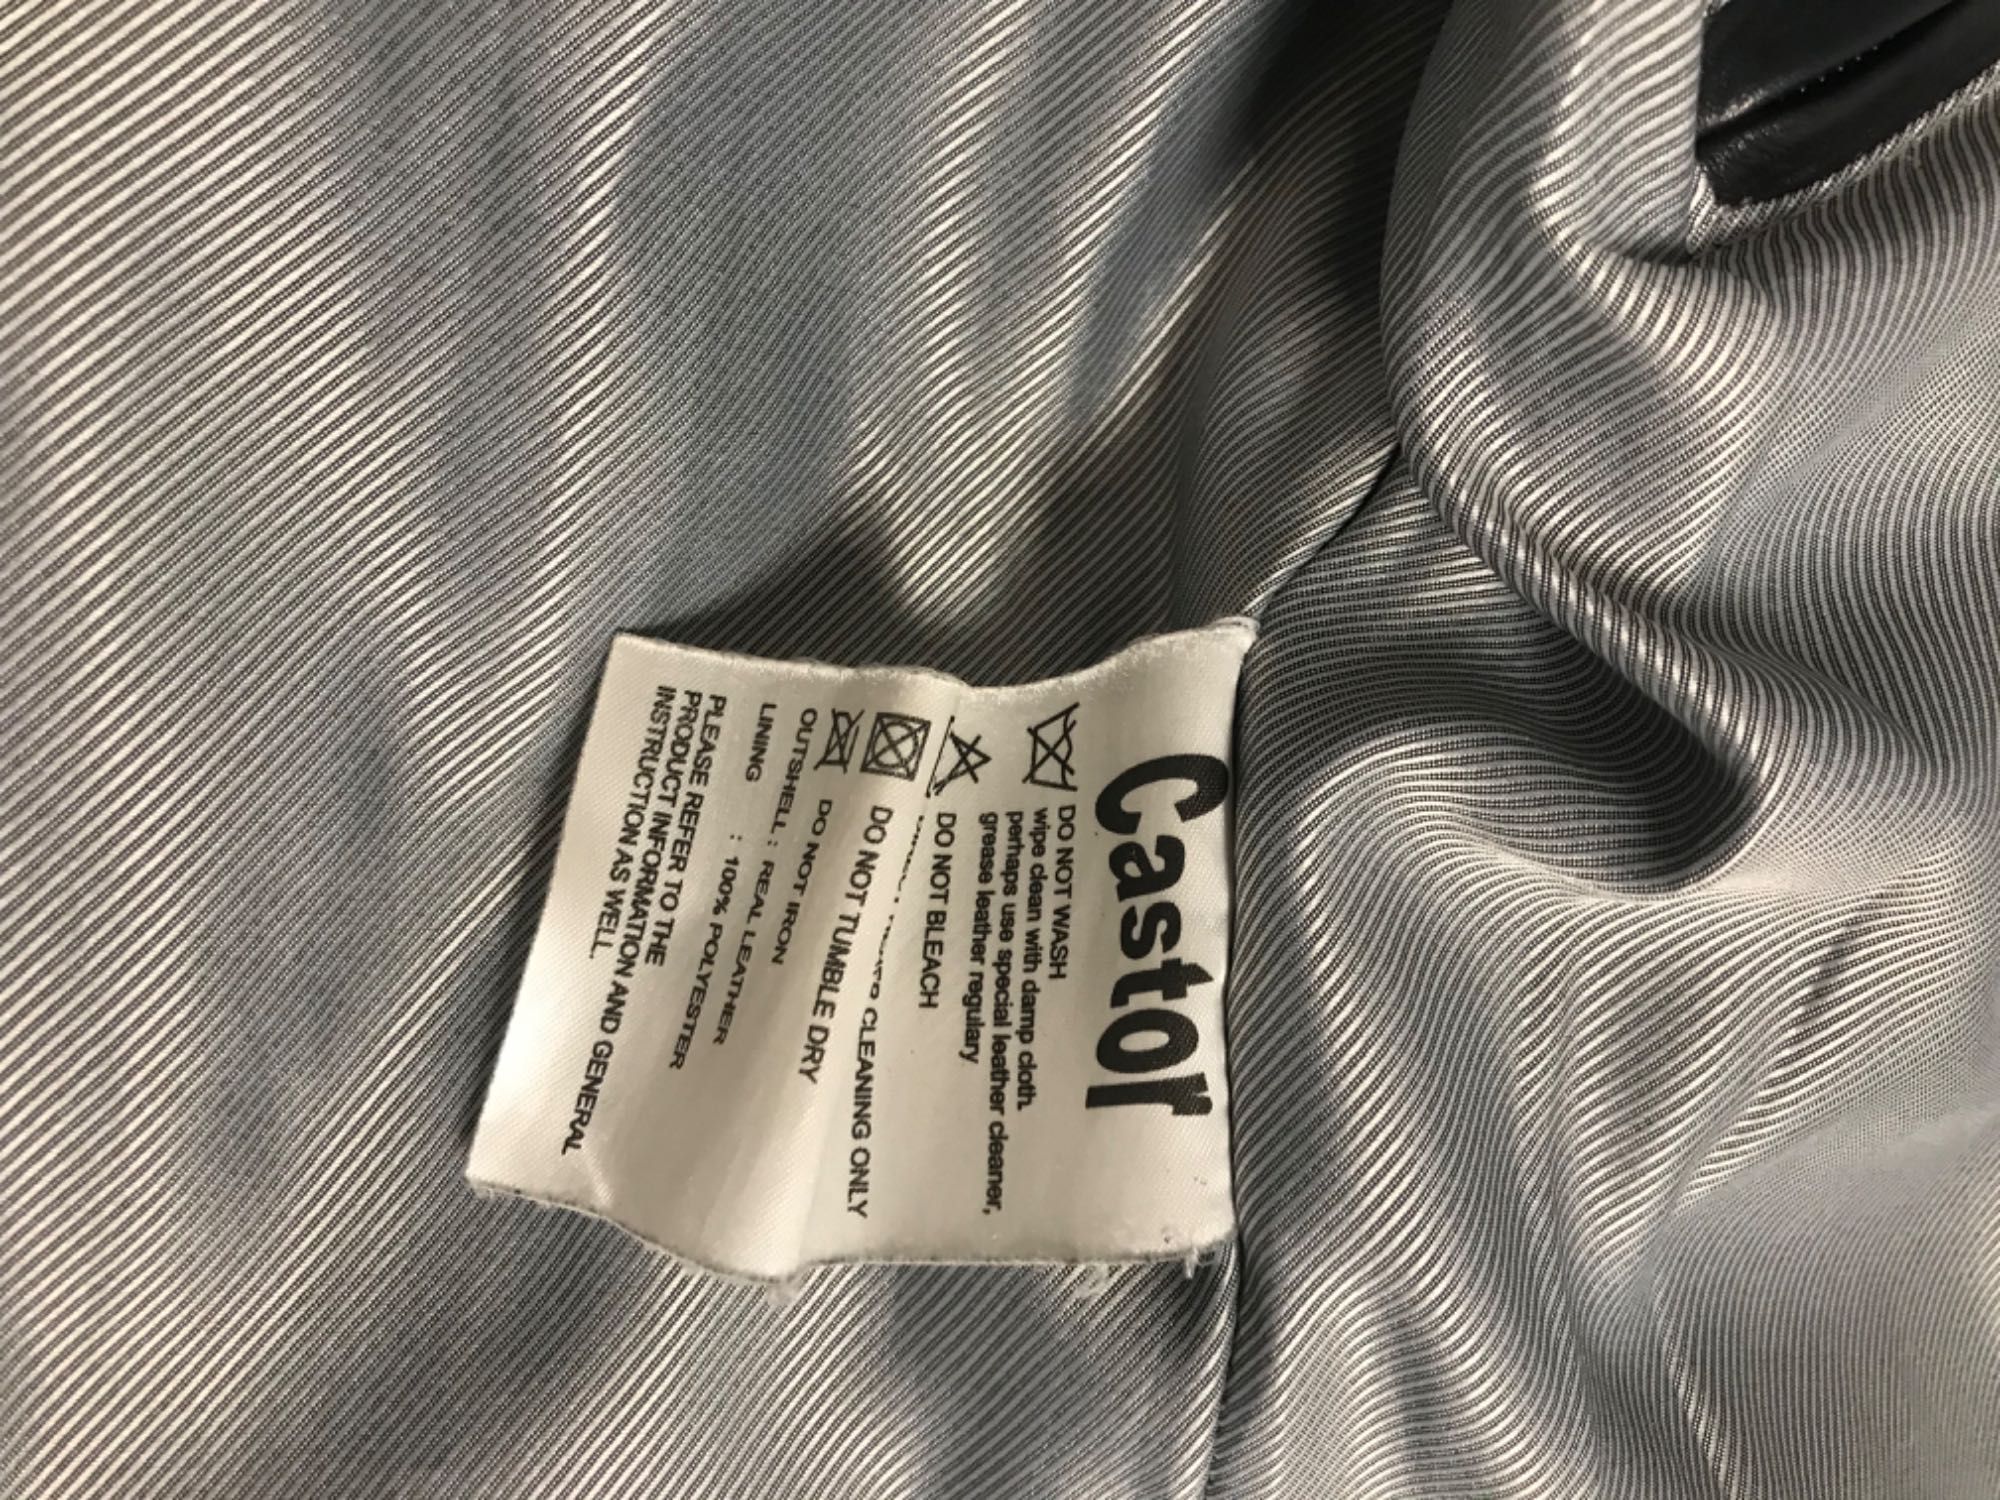 Castor
DO NOT WASH
wipe clean with damp cloth.
perhaps use special leather cleaner,
grease leather regulary
DO NOT BLEACH
CLEANING ONLY
DO NOT TUMBLE DRY
DO NOT IRON
OUTSHELL : REAL LEATHER
LINING : 100% POLYESTER
PLEASE REFER TO THE
PRODUCT INFORMATION AND GENERAL
INSTRUCTION AS WELL.